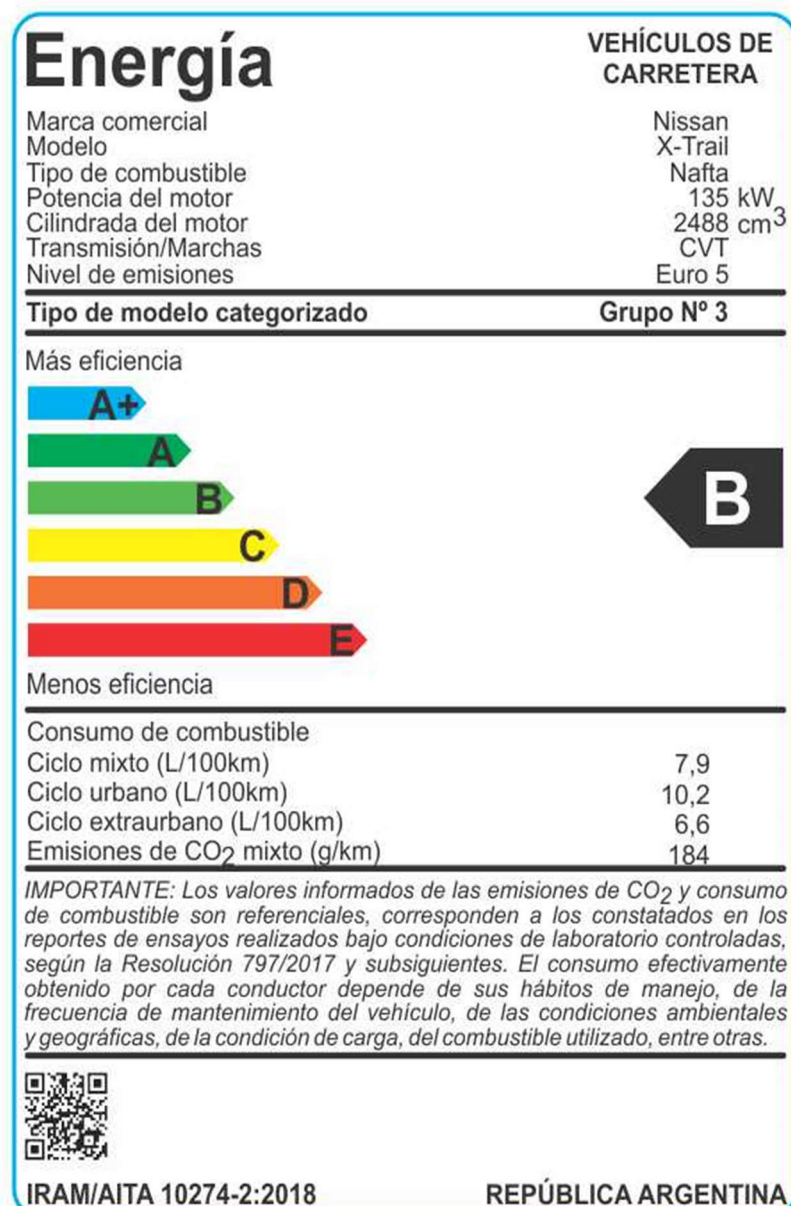 Energía
VEHÍCULOS DE
CARRETERA
Marca comercial Nissan
Modelo X-Trail
Tipo de combustible Nafta
Potencia del motor 135 kW
Cilindrada del motor 2488 cm3
Transmisión/Marchas CVT
Nivel de emisiones Euro 5
Tipo de modelo categorizado Grupo Nº 3
Más eficiencia
A+
A
B
B
C
D
E
Menos eficiencia
Consumo de combustible
Ciclo mixto (L/100km) 7,9
Ciclo urbano (L/100km) 10,2
Ciclo extraurbano (L/100km) 6,6
Emisiones de CO2 mixto (g/km) 184
IMPORTANTE: Los valores informados de las emisiones de CO2 y consumo
de combustible son referenciales, corresponden a los constatados en los
reportes de ensayos realizados bajo condiciones de laboratorio controladas,
según la Resolución 797/2017 y subsiguientes. El consumo efectivamente
obtenido por cada conductor depende de sus hábitos de manejo, de la
frecuencia de mantenimiento del vehículo, de las condiciones ambientales
y geográficas, de la condición de carga, del combustible utilizado, entre otras.
IRAM/AITA 10274-2:2018 REPÚBLICA ARGENTINA